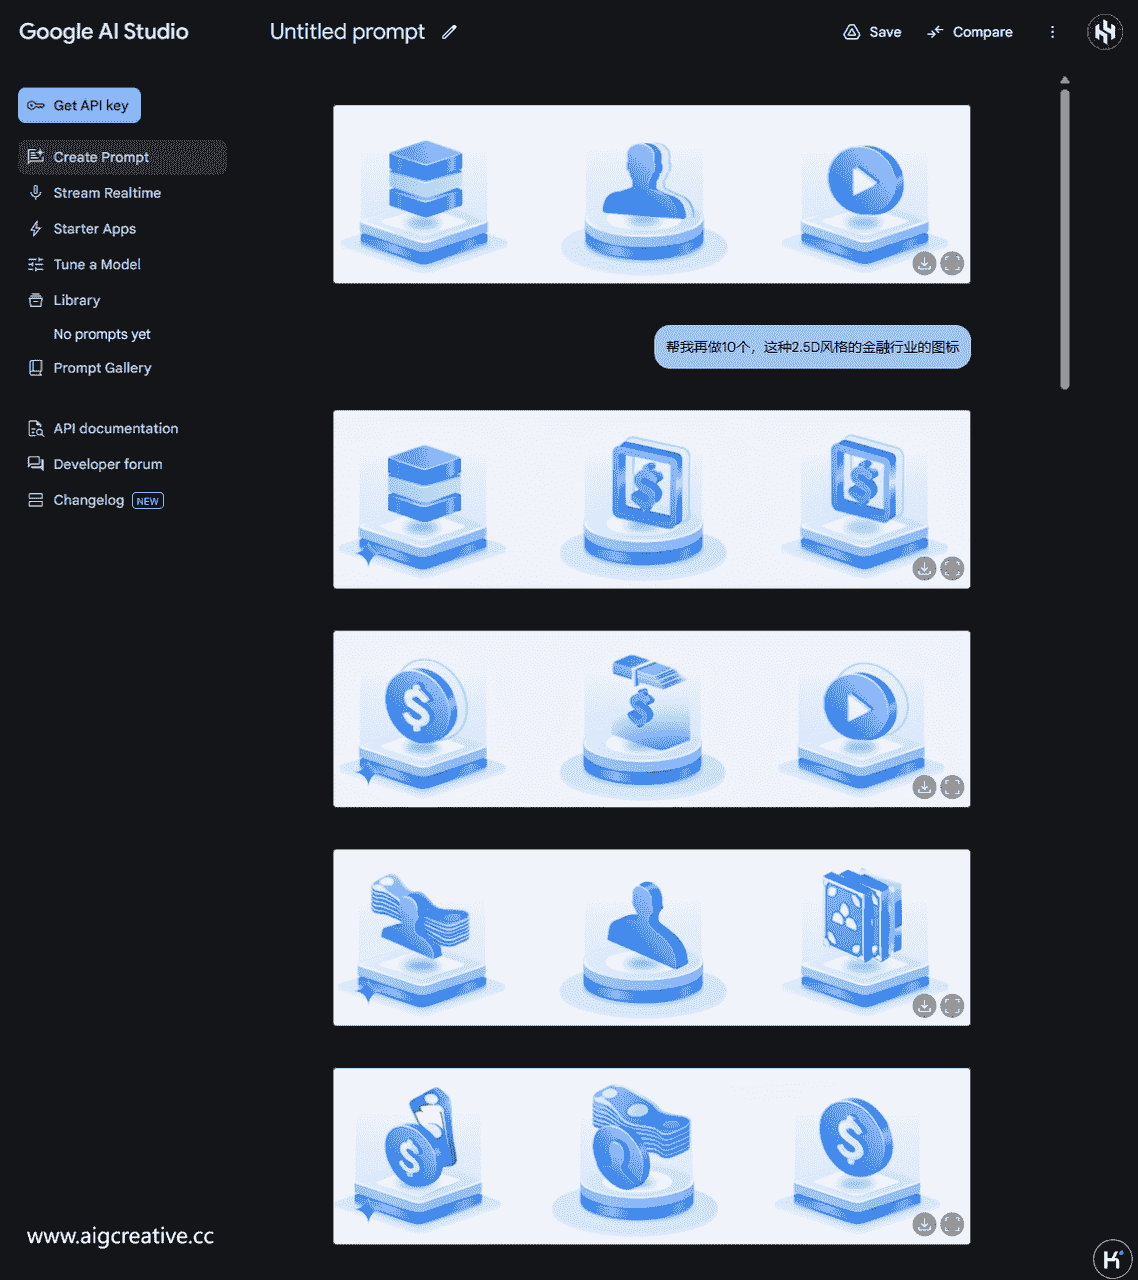 Google AI Studio
Untitled prompt
Save
Compare
Get API key
Create Prompt
Stream Realtime
Starter Apps
Tune a Model
Library
No prompts yet
Prompt Gallery
API documentation
Developer forum
Changelog NEW
帮我再做10个，这种2.5D风格的金融行业的图标
www.aigcreative.cc